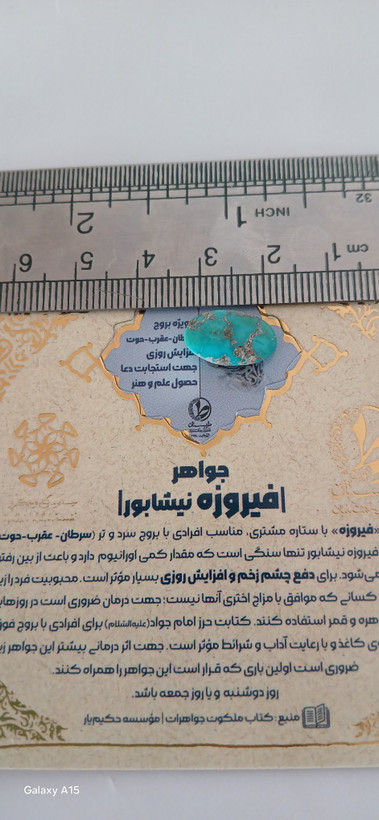 32
2
1
INCH
6
5
4
3
2
1
cm
ویژه بروج
سرطان-عقرب-حوت
افزایش روزی
جهت استجابت دعا
حصول علم و هنر
جواهر
فیروزه نیشابور
«فیروزه» با ستاره مشتری، مناسب افرادی با بروج سرد و تر (سرطان- عقرب-حوت
فیروزه نیشابور تنها سنگی است که مقدار کمی اورانیوم دارد و باعث از بین رفتن
می‌شود. برای دفع چشم زخم و افزایش روزی بسیار مؤثر است. محبوبیت فرد را
کسانی که موافق با مزاج اختری آنها نیست؛ جهت درمان ضروری است در روزهای
و قمر استفاده کنند. کتابت حرز امام جواد(علیه‌السّلام) برای افرادی با بروج فوق
کاغذ و با رعایت آداب و شرائط مؤثر است. جهت اثر درمانی بیشتر این جواهر
ضروری است اولین باری که قرار است این جواهر را همراه کنند،
روز دوشنبه و یا روز جمعه باشد.
منبع: کتاب ملکوت جواهرات | مؤسسه حکیم‌یار
Galaxy A15